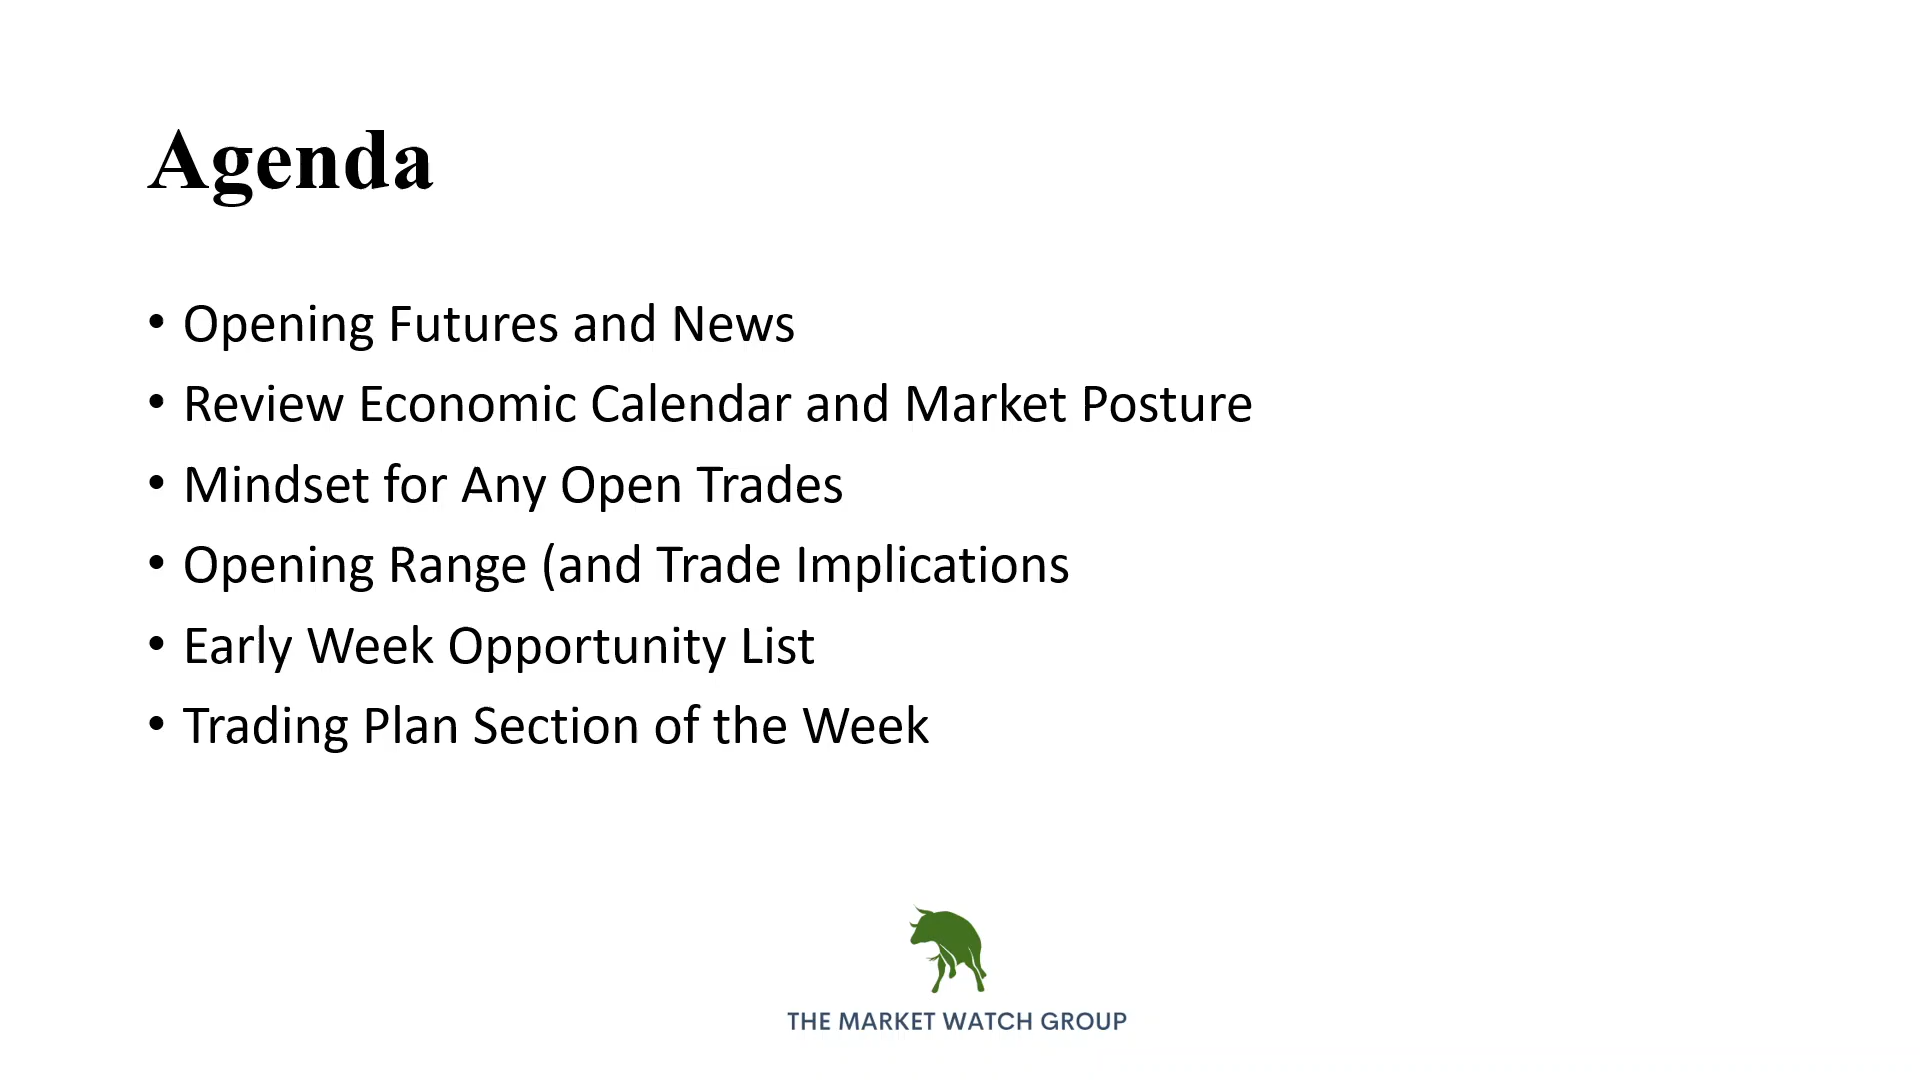 Agenda
• Opening Futures and News
• Review Economic Calendar and Market Posture
• Mindset for Any Open Trades
• Opening Range (and Trade Implications
• Early Week Opportunity List
• Trading Plan Section of the Week
THE MARKET WATCH GROUP